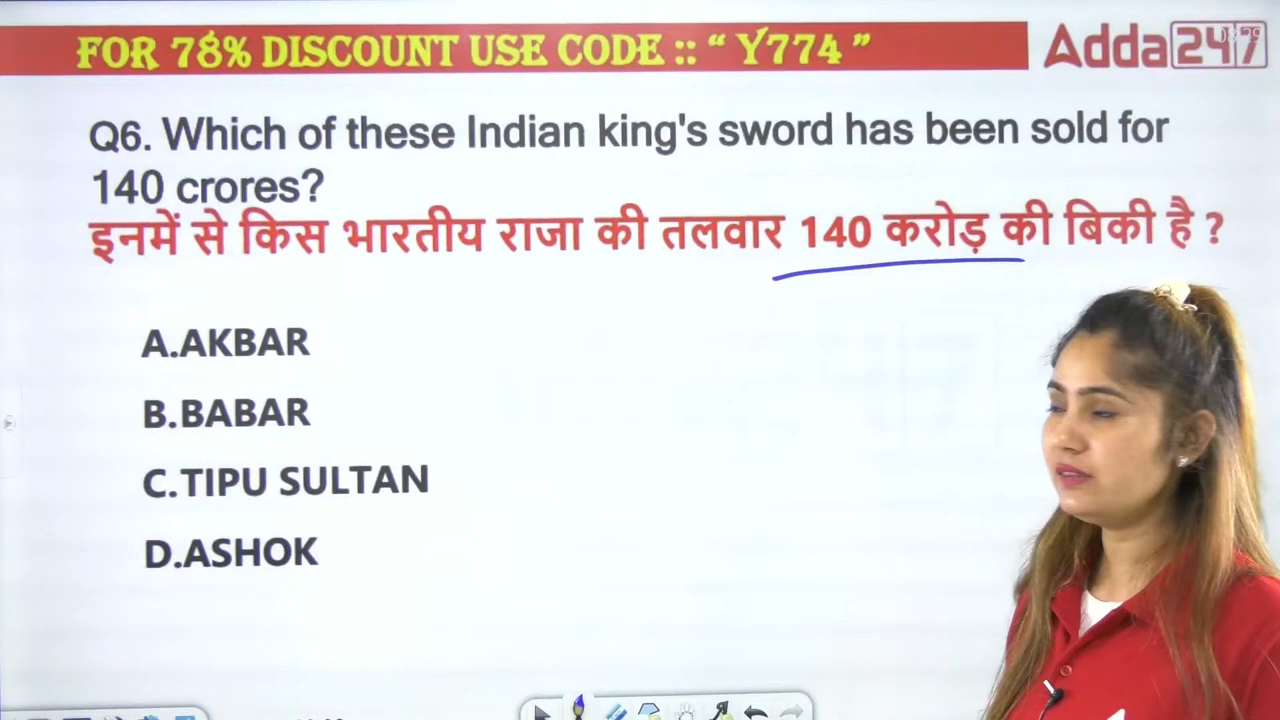 FOR 78% DISCOUNT USE CODE :: “ Y774 ”
Adda247
Q6. Which of these Indian king's sword has been sold for
140 crores?
इनमें से किस भारतीय राजा की तलवार 140 करोड़ की बिकी है ?
A.AKBAR
B.BABAR
C.TIPU SULTAN
D.ASHOK